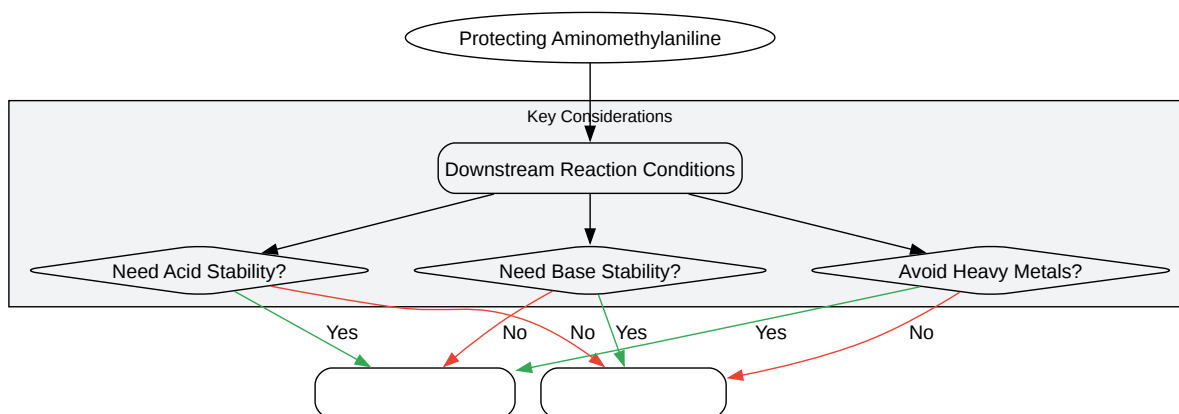 Protecting Aminomethylaniline
Key Considerations
Downstream Reaction Conditions
Need Acid Stability?
Need Base Stability?
Avoid Heavy Metals?
Yes
No
No
Yes
Yes
No